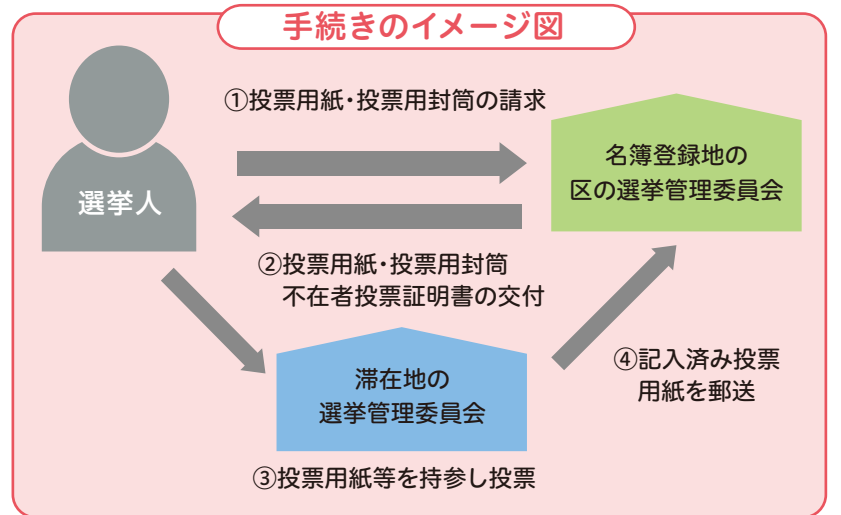 手続きのイメージ図
①投票用紙・投票用封筒の請求
選挙人
名簿登録地の
区の選挙管理委員会
②投票用紙・投票用封筒
不在者投票証明書の交付
滞在地の
選挙管理委員会
③投票用紙等を持参し投票
④記入済み投票
用紙を郵送